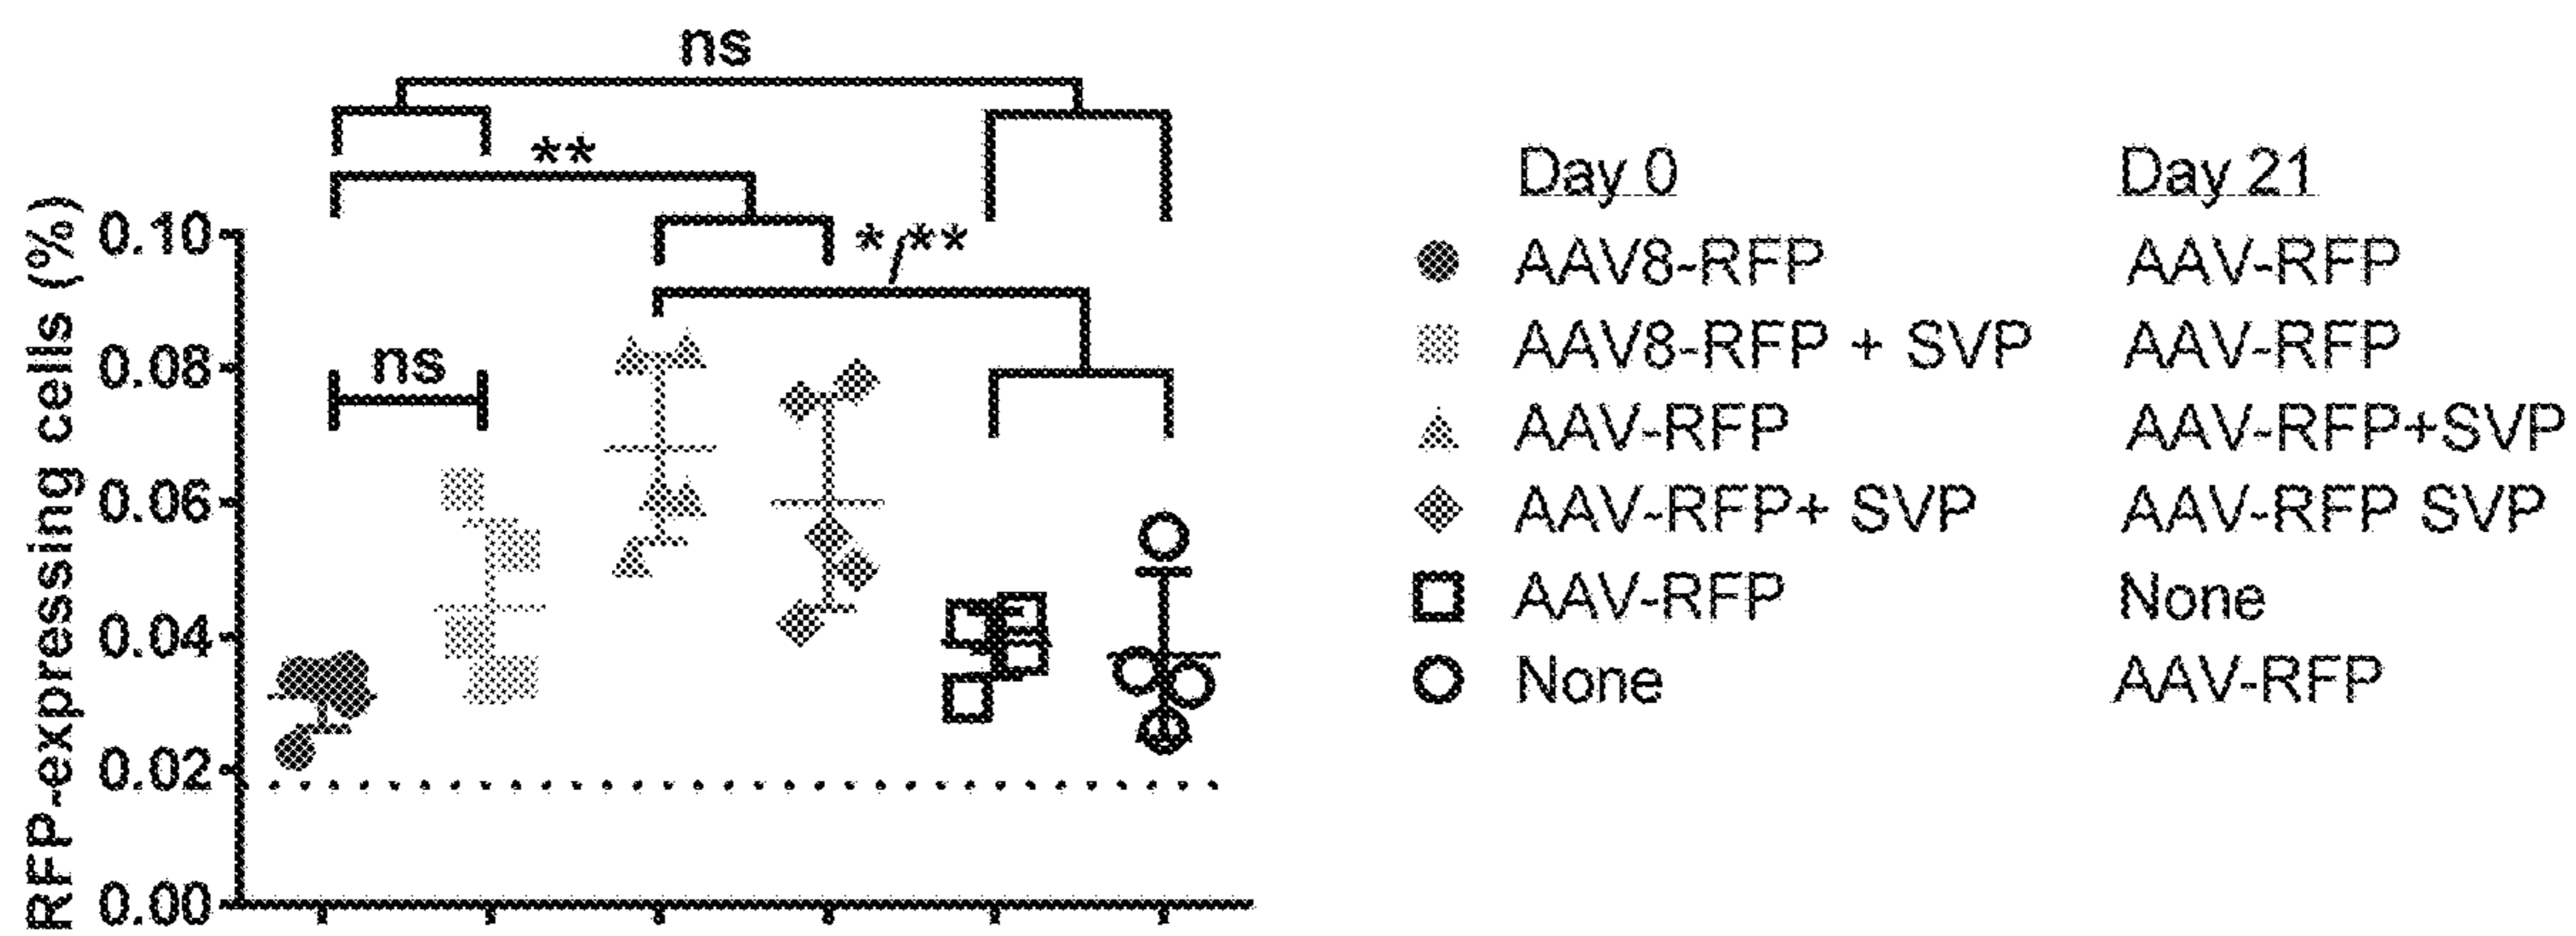 ns
**
*/**
ns
RFP-expressing cells (%)
0.10
0.08
0.06
0.04
0.02
0.00
Day 0 Day 21
AAV8-RFP AAV-RFP
AAV8-RFP + SVP AAV-RFP
AAV-RFP AAV-RFP+SVP
AAV-RFP+ SVP AAV-RFP SVP
AAV-RFP None
None AAV-RFP